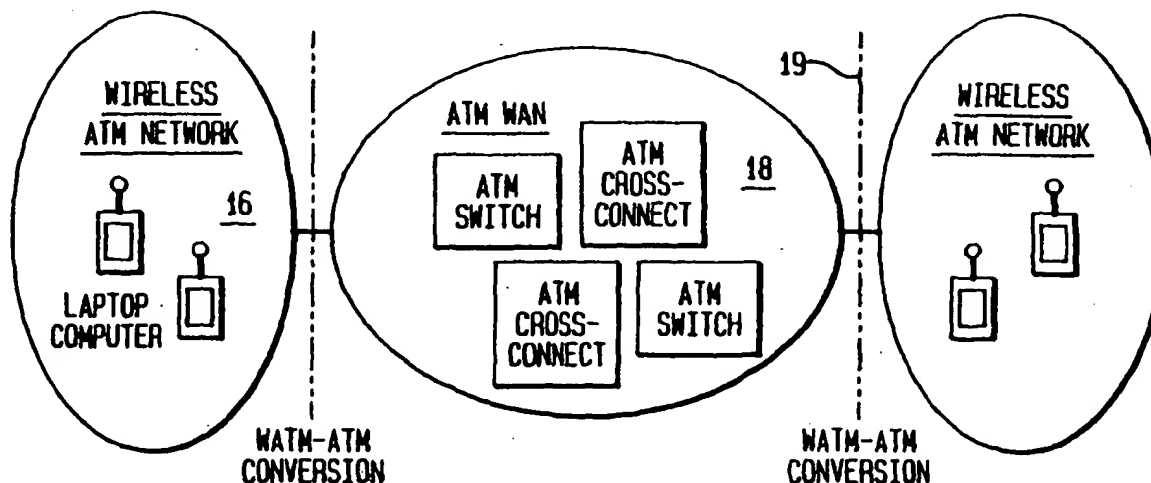 WIRELESS
ATM NETWORK
16
LAPTOP
COMPUTER
WATM-ATM
CONVERSION
ATM WAN
ATM
SWITCH
ATM
CROSS-
CONNECT
18
ATM
CROSS-
CONNECT
ATM
SWITCH
19
WATM-ATM
CONVERSION
WIRELESS
ATM NETWORK